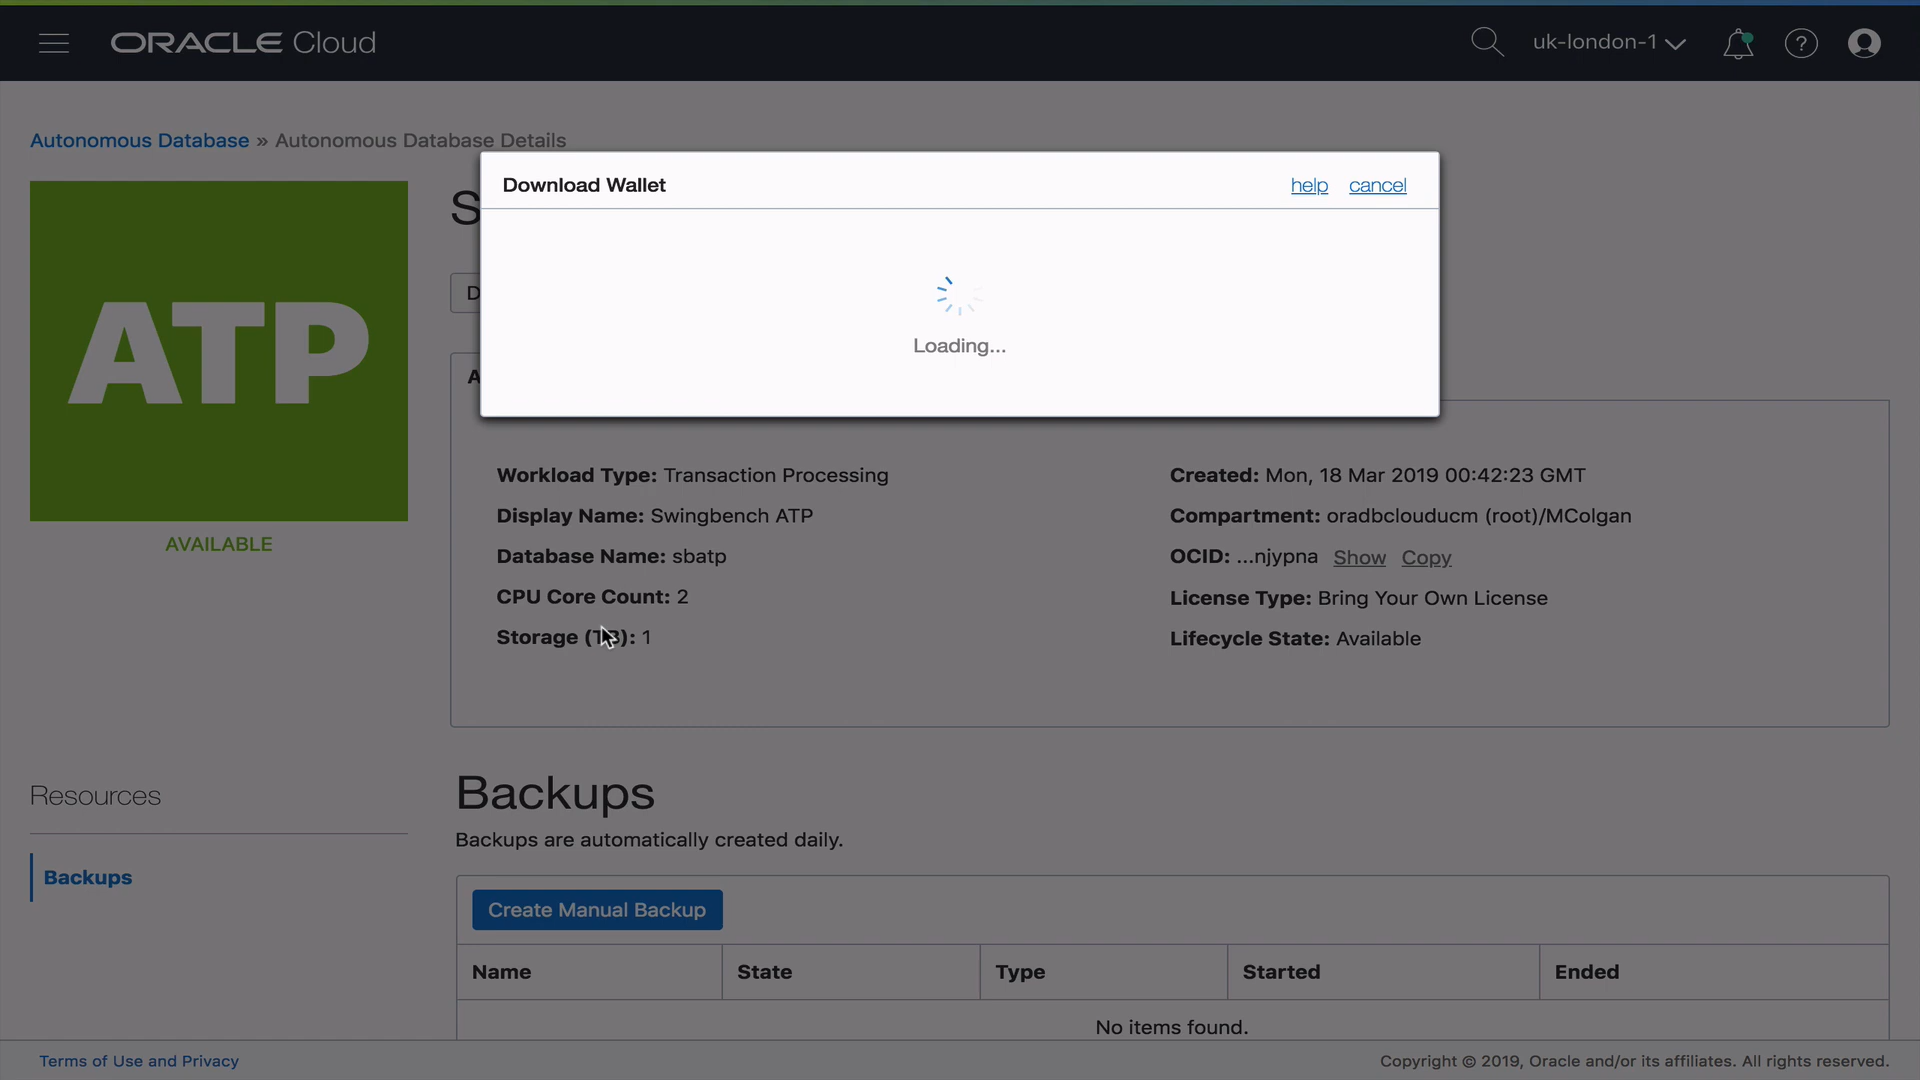 ORACLE Cloud
uk-london-1
Autonomous Database » Autonomous Database Details
ATP
AVAILABLE
S
D
A
Download Wallet
help cancel
Loading...
Workload Type: Transaction Processing
Display Name: Swingbench ATP
Database Name: sbatp
CPU Core Count: 2
Storage (TB): 1
Created: Mon, 18 Mar 2019 00:42:23 GMT
Compartment: oradbclouducm (root)/MColgan
OCID: ...njypna Show Copy
License Type: Bring Your Own License
Lifecycle State: Available
Resources
Backups
Backups
Backups are automatically created daily.
Create Manual Backup
Name State Type Started Ended
No items found.
Terms of Use and Privacy
Copyright © 2019, Oracle and/or its affiliates. All rights reserved.